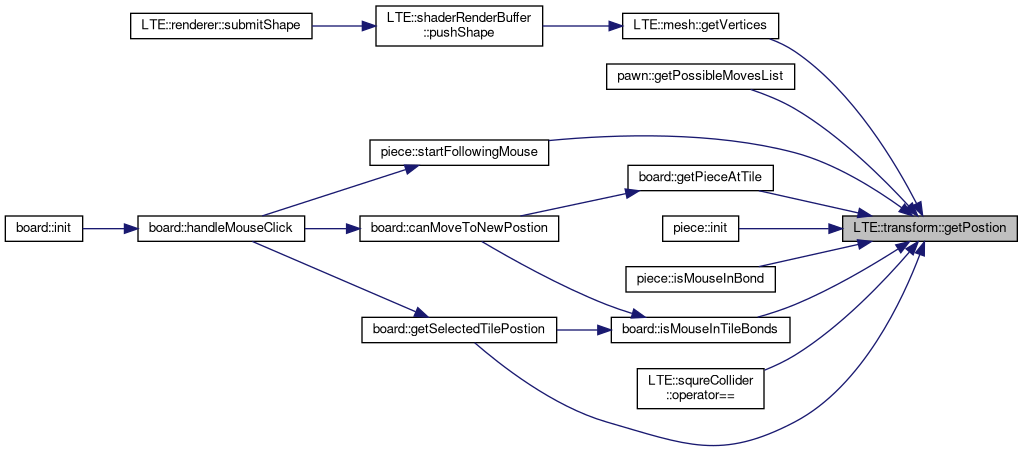 LTE::renderer::submitShape
LTE::shaderRenderBuffer
::pushShape
LTE::mesh::getVertices
pawn::getPossibleMovesList
piece::startFollowingMouse
board::getPieceAtTile
board::init
board::handleMouseClick
board::canMoveToNewPostion
piece::init
LTE::transform::getPostion
piece::isMouseInBond
board::getSelectedTilePostion
board::isMouseInTileBonds
LTE::squreCollider
::operator==